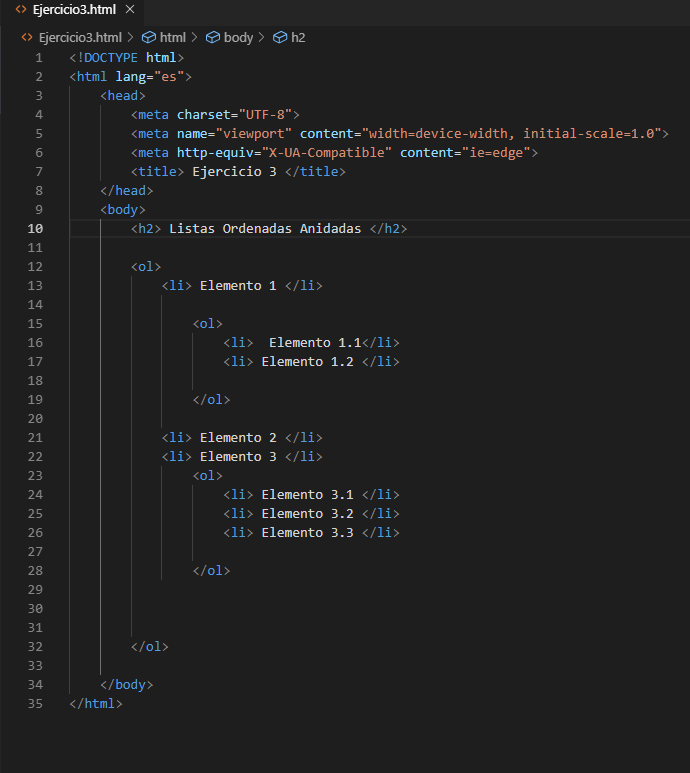 Ejercicio3.html
Ejercicio3.html > html > body > h2
1 <!DOCTYPE html>
2 <html lang="es">
3 <head>
4 <meta charset="UTF-8">
5 <meta name="viewport" content="width=device-width, initial-scale=1.0">
6 <meta http-equiv="X-UA-Compatible" content="ie=edge">
7 <title> Ejercicio 3 </title>
8 </head>
9 <body>
10 <h2> Listas Ordenadas Anidadas </h2>
11
12 <ol>
13 <li> Elemento 1 </li>
14
15 <ol>
16 <li>  Elemento 1.1</li>
17 <li> Elemento 1.2 </li>
18
19 </ol>
20
21 <li> Elemento 2 </li>
22 <li> Elemento 3 </li>
23 <ol>
24 <li> Elemento 3.1 </li>
25 <li> Elemento 3.2 </li>
26 <li> Elemento 3.3 </li>
27
28 </ol>
29
30
31
32 </ol>
33
34 </body>
35 </html>